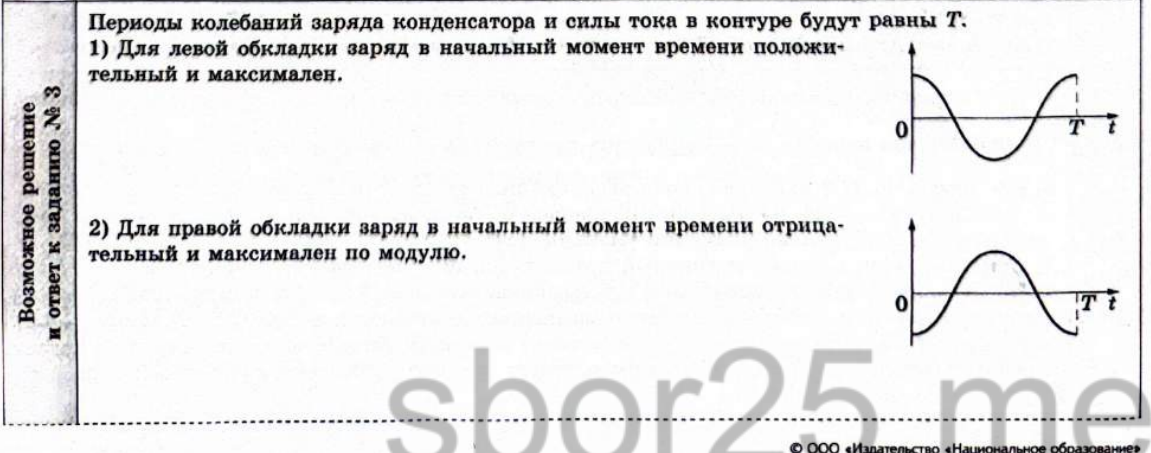 Возможное решение
и ответ к заданию № 3
Периоды колебаний заряда конденсатора и силы тока в контуре будут равны T.
1) Для левой обкладки заряд в начальный момент времени положи-
тельный и максимален.
0
T
t
2) Для правой обкладки заряд в начальный момент времени отрица-
тельный и максимален по модулю.
0
T
t
sbor25.me
© ООО «Издательство «Национальное образование»